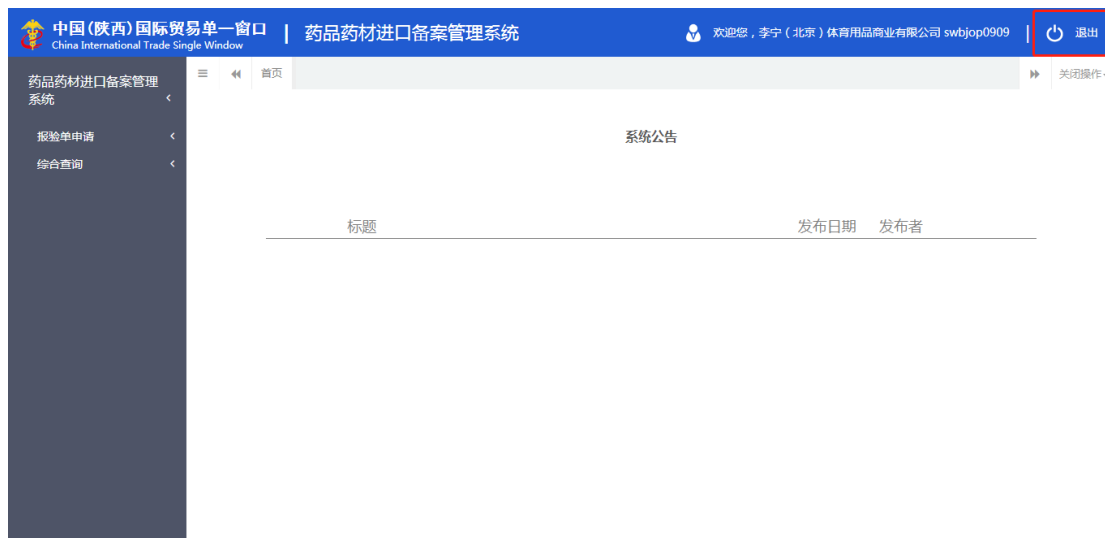 中国(陕西)国际贸易单一窗口 | 药品药材进口备案管理系统
China International Trade Single Window
欢迎您，李宁（北京）体育用品商业有限公司 swbjop0909
退出
药品药材进口备案管理
系统
报验单申请
综合查询
首页
关闭操作
系统公告
标题 发布日期 发布者